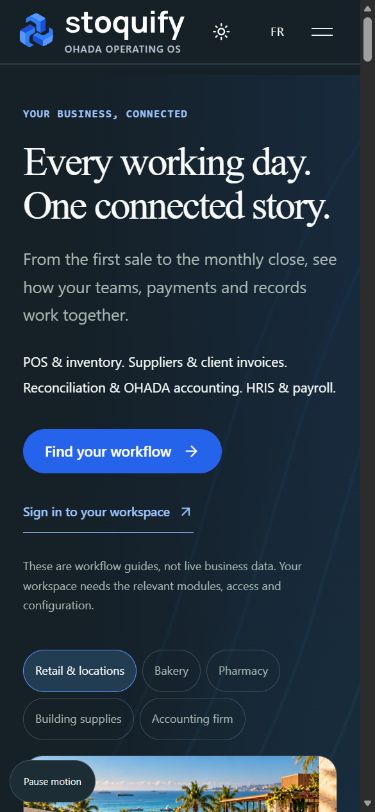 stoquify
OHADA OPERATING OS
FR
YOUR BUSINESS, CONNECTED
Every working day.
One connected story.
From the first sale to the monthly close, see
how your teams, payments and records
work together.
POS & inventory. Suppliers & client invoices.
Reconciliation & OHADA accounting. HRIS & payroll.
Find your workflow
Sign in to your workspace
These are workflow guides, not live business data. Your
workspace needs the relevant modules, access and
configuration.
Retail & locations
Bakery
Pharmacy
Building supplies
Accounting firm
Pause motion